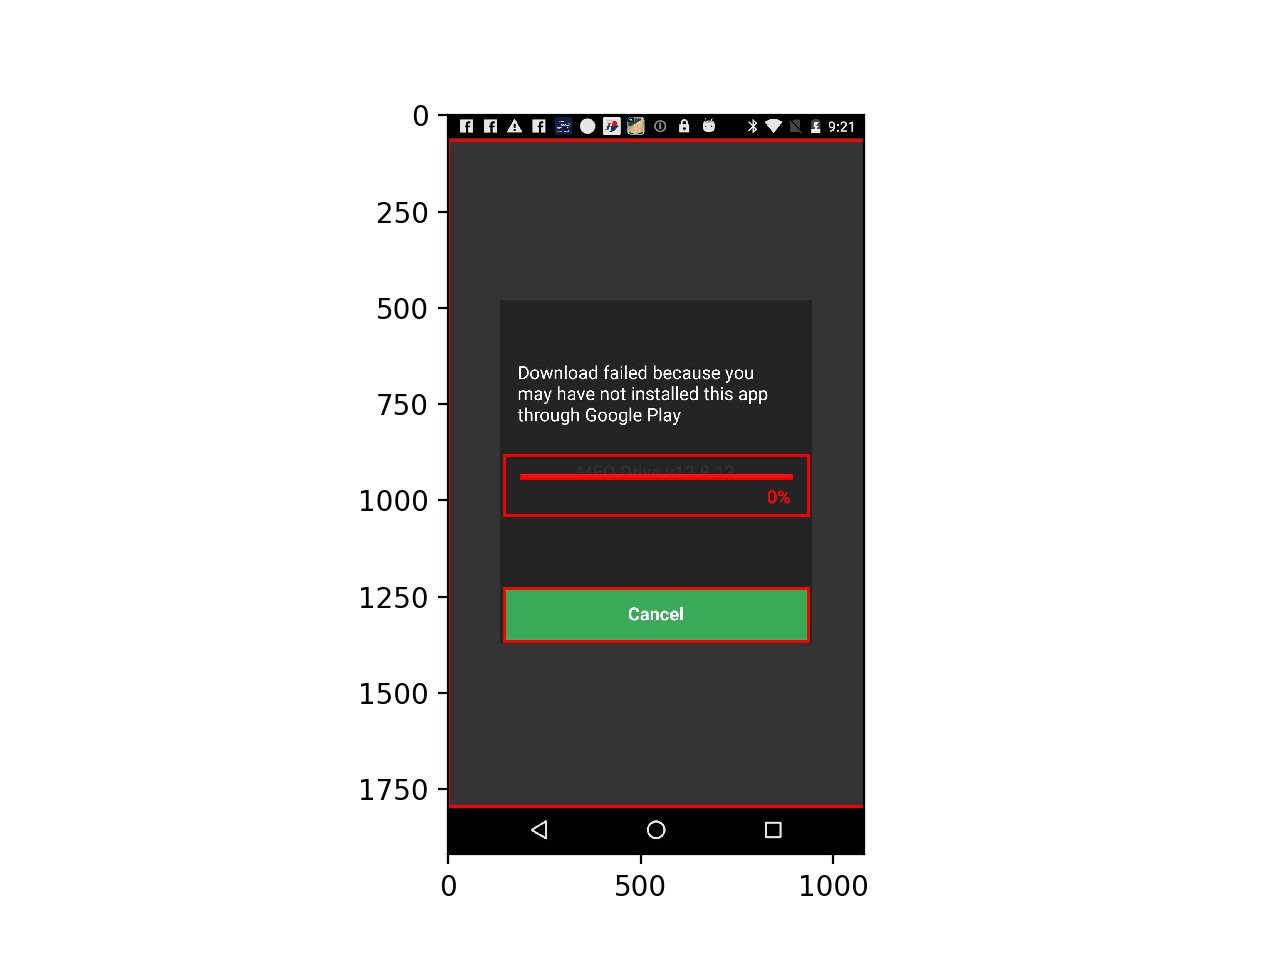 0
9:21
250
500
Download failed because you
750
may have not installed this app
through Google Play
MEO Drive v12.8.13
1000
0%
1250
Cancel
1500
1750
0
500
1000